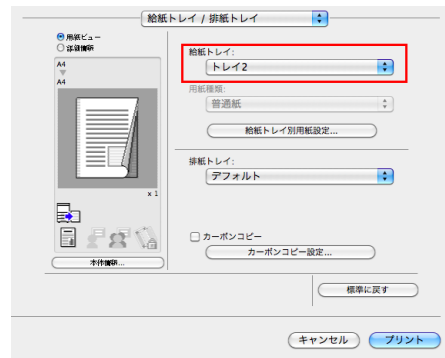 給紙トレイ / 排紙トレイ
用紙ビュー
詳細情報
A4
A4
x 1
本体情報...
給紙トレイ:
トレイ2
用紙種類:
普通紙
給紙トレイ別用紙設定...
排紙トレイ:
デフォルト
カーボンコピー
カーボンコピー設定...
標準に戻す
キャンセル
プリント